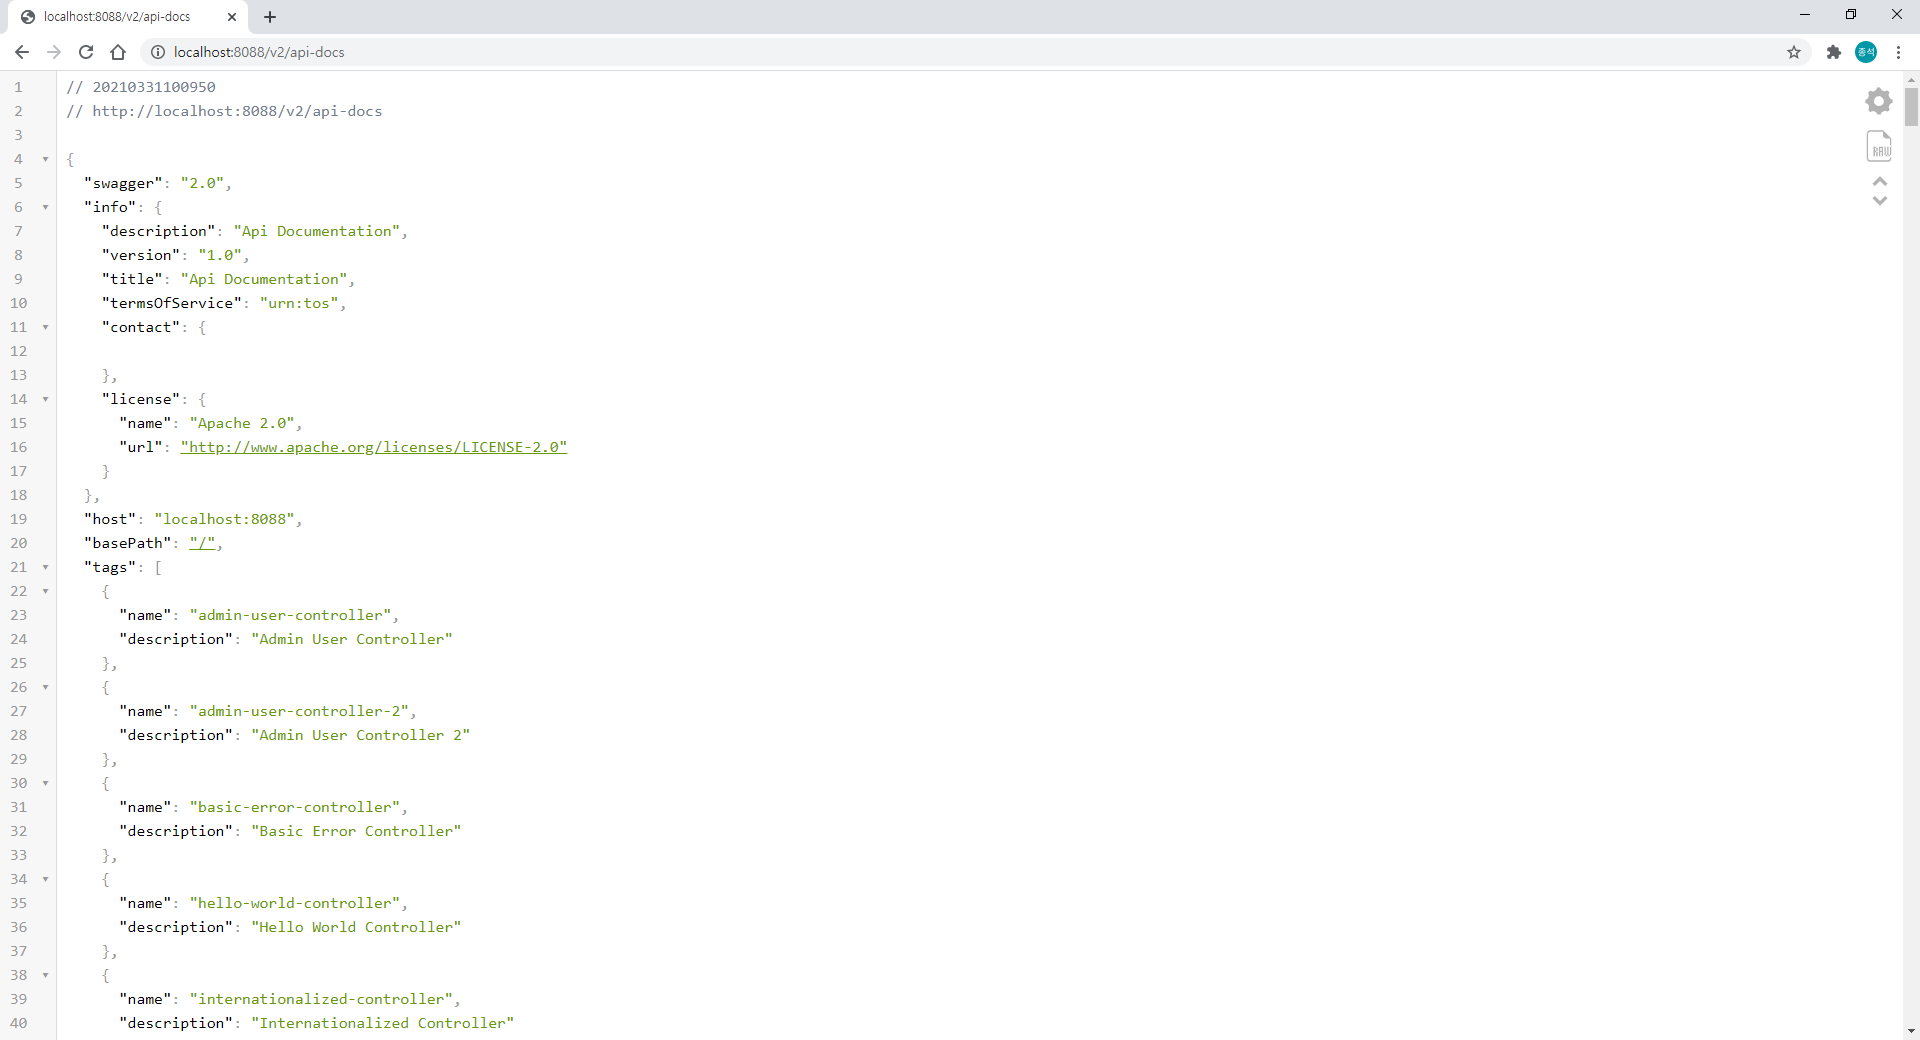 localhost:8088/v2/api-docs
localhost:8088/v2/api-docs
종석
1 // 20210331100950
2 // http://localhost:8088/v2/api-docs
3
4 {
5 "swagger": "2.0",
6 "info": {
7 "description": "Api Documentation",
8 "version": "1.0",
9 "title": "Api Documentation",
10 "termsOfService": "urn:tos",
11 "contact": {
12
13 },
14 "license": {
15 "name": "Apache 2.0",
16 "url": "http://www.apache.org/licenses/LICENSE-2.0"
17 }
18 },
19 "host": "localhost:8088",
20 "basePath": "/",
21 "tags": [
22 {
23 "name": "admin-user-controller",
24 "description": "Admin User Controller"
25 },
26 {
27 "name": "admin-user-controller-2",
28 "description": "Admin User Controller 2"
29 },
30 {
31 "name": "basic-error-controller",
32 "description": "Basic Error Controller"
33 },
34 {
35 "name": "hello-world-controller",
36 "description": "Hello World Controller"
37 },
38 {
39 "name": "internationalized-controller",
40 "description": "Internationalized Controller"
RAW